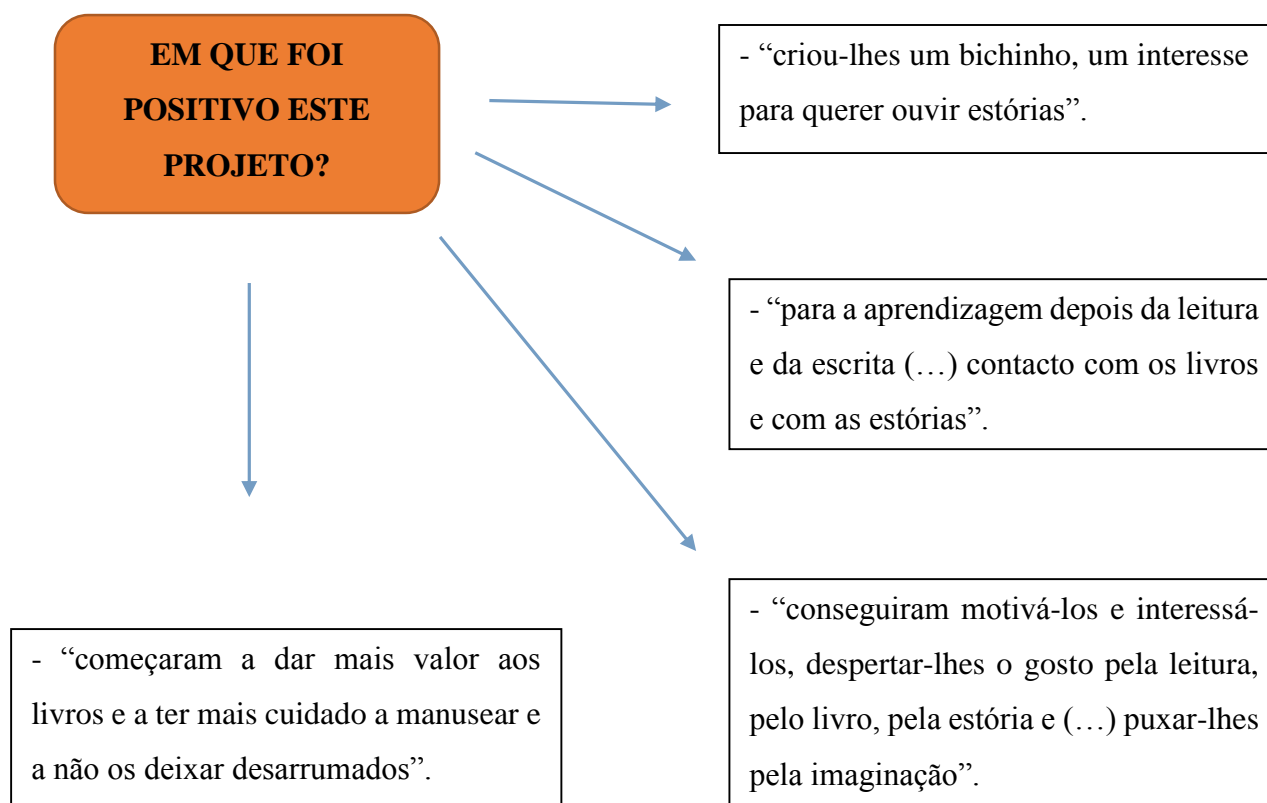 EM QUE FOI
POSITIVO ESTE
PROJETO?
- “criou-lhes um bichinho, um interesse
para querer ouvir estórias”.
- “para a aprendizagem depois da leitura
e da escrita (…) contacto com os livros
e com as estórias”.
- “conseguiram motivá-los e interessá-
los, despertar-lhes o gosto pela leitura,
pelo livro, pela estória e (…) puxar-lhes
pela imaginação”.
- “começaram a dar mais valor aos
livros e a ter mais cuidado a manusear e
a não os deixar desarrumados”.